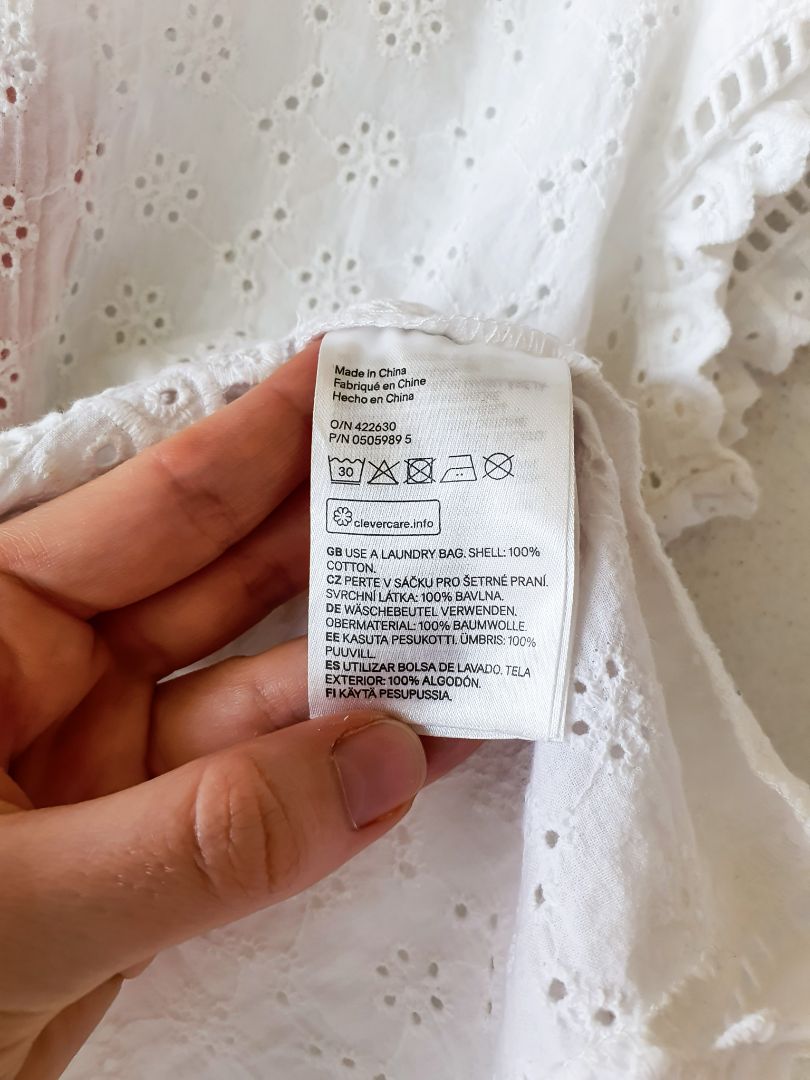 Made in China
Fabriqué en Chine
Hecho en China
O/N 422630
P/N 0505989 5
30
clevercare.info
GB USE A LAUNDRY BAG. SHELL: 100%
COTTON.
CZ PERTE V SÁČKU PRO ŠETRNÉ PRANÍ.
SVRCHNÍ LÁTKA: 100% BAVLNA.
DE WÄSCHEBEUTEL VERWENDEN.
OBERMATERIAL: 100% BAUMWOLLE.
EE KASUTA PESUKOTTI. ÜMBRIS: 100%
PUUVILL.
ES UTILIZAR BOLSA DE LAVADO. TELA
EXTERIOR: 100% ALGODÓN.
FI KÄYTÄ PESUPUSSIA.